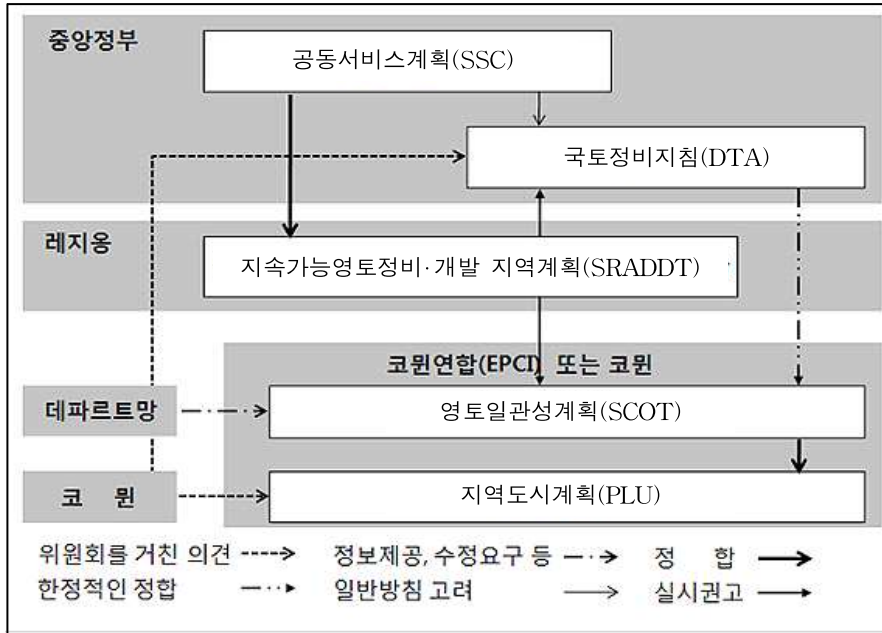 중앙정부
공동서비스계획(SSC)
국토정비지침(DTA)
레지옹
지속가능영토정비·개발 지역계획(SRADDT)
코뮌연합(EPCI) 또는 코뮌
데파르트망
영토일관성계획(SCOT)
코 뮌
지역도시계획(PLU)
위원회를 거친 의견
정보제공, 수정요구 등
정 합
한정적인 정합
일반방침 고려
실시권고